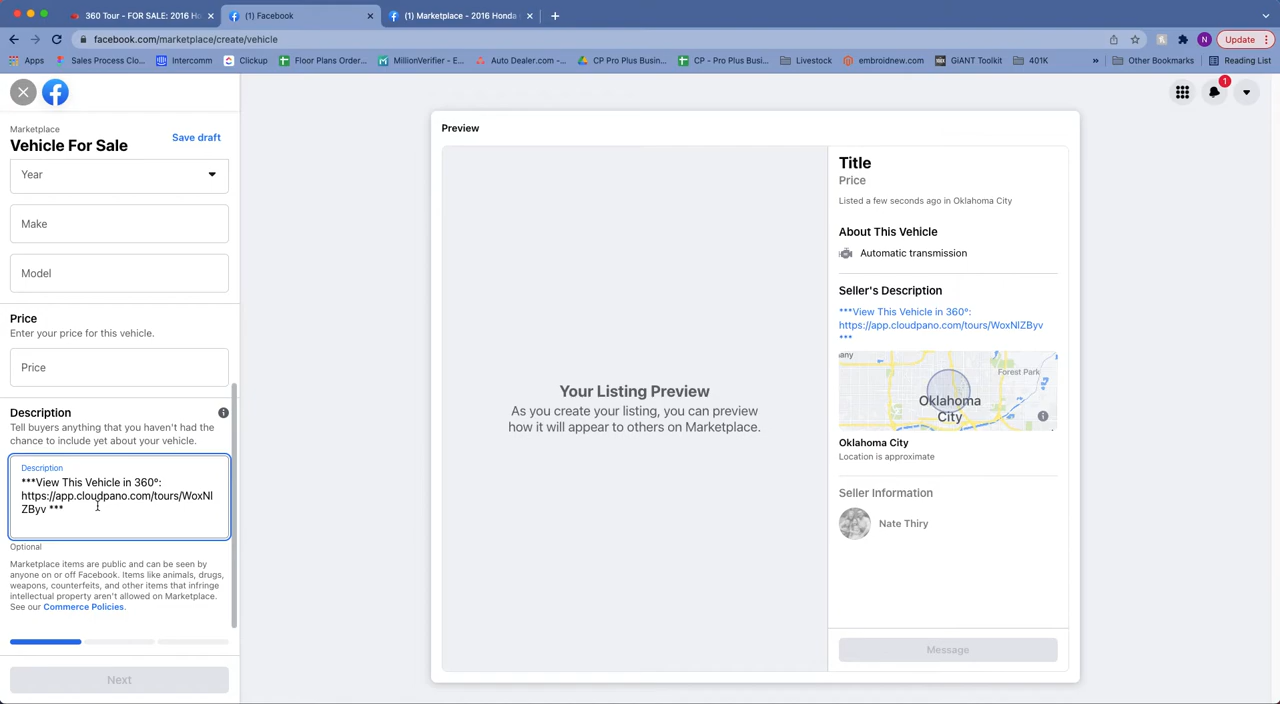 360 Tour - FOR SALE: 2016 Ho
(1) Facebook
(1) Marketplace - 2016 Honda
facebook.com/marketplace/create/vehicle
N
Update
Apps
Sales Process Clo...
Intercomm
Clickup
Floor Plans Order...
MillionVerifier - E...
Auto Dealer.com -...
CP Pro Plus Busin...
CP - Pro Plus Busi...
Livestock
embroidnew.com
GIANT Toolkit
401K
»
Other Bookmarks
Reading List
Marketplace
Vehicle For Sale
Save draft
Year
Make
Model
Price
Enter your price for this vehicle.
Price
Description
Tell buyers anything that you haven't had the
chance to include yet about your vehicle.
Description
***View This Vehicle in 360º:
https://app.cloudpano.com/tours/WoxNl
ZByv ***
Optional
Marketplace items are public and can be seen by
anyone on or off Facebook. Items like animals, drugs,
weapons, counterfeits, and other items that infringe
intellectual property aren't allowed on Marketplace.
See our Commerce Policies.
Next
1
Preview
Your Listing Preview
As you create your listing, you can preview
how it will appear to others on Marketplace.
Title
Price
Listed a few seconds ago in Oklahoma City
About This Vehicle
Automatic transmission
Seller's Description
***View This Vehicle in 360º:
https://app.cloudpano.com/tours/WoxNlZByv
***
any
Forest Park
Oklahoma
City
Oklahoma City
Location is approximate
Seller Information
Nate Thiry
Message